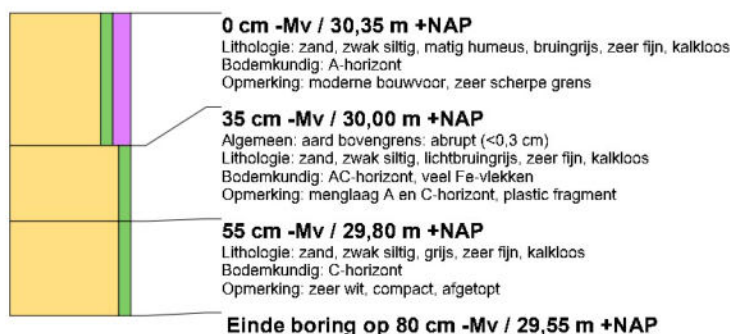 0 cm -Mv / 30,35 m +NAP
Lithologie: zand, zwak siltig, matig humeus, bruingrijs, zeer fijn, kalkloos
Bodemkundig: A-horizont
Opmerking: moderne bouwvoor, zeer scherpe grens
35 cm -Mv / 30,00 m +NAP
Algemeen: aard bovengrens: abrupt (<0,3 cm)
Lithologie: zand, zwak siltig, lichtbruingrijs, zeer fijn, kalkloos
Bodemkundig: AC-horizont, veel Fe-vlekken
Opmerking: menglaag A en C-horizont, plastic fragment
55 cm -Mv / 29,80 m +NAP
Lithologie: zand, zwak siltig, grijs, zeer fijn, kalkloos
Bodemkundig: C-horizont
Opmerking: zeer wit, compact, afgetopt
Einde boring op 80 cm -Mv / 29,55 m +NAP